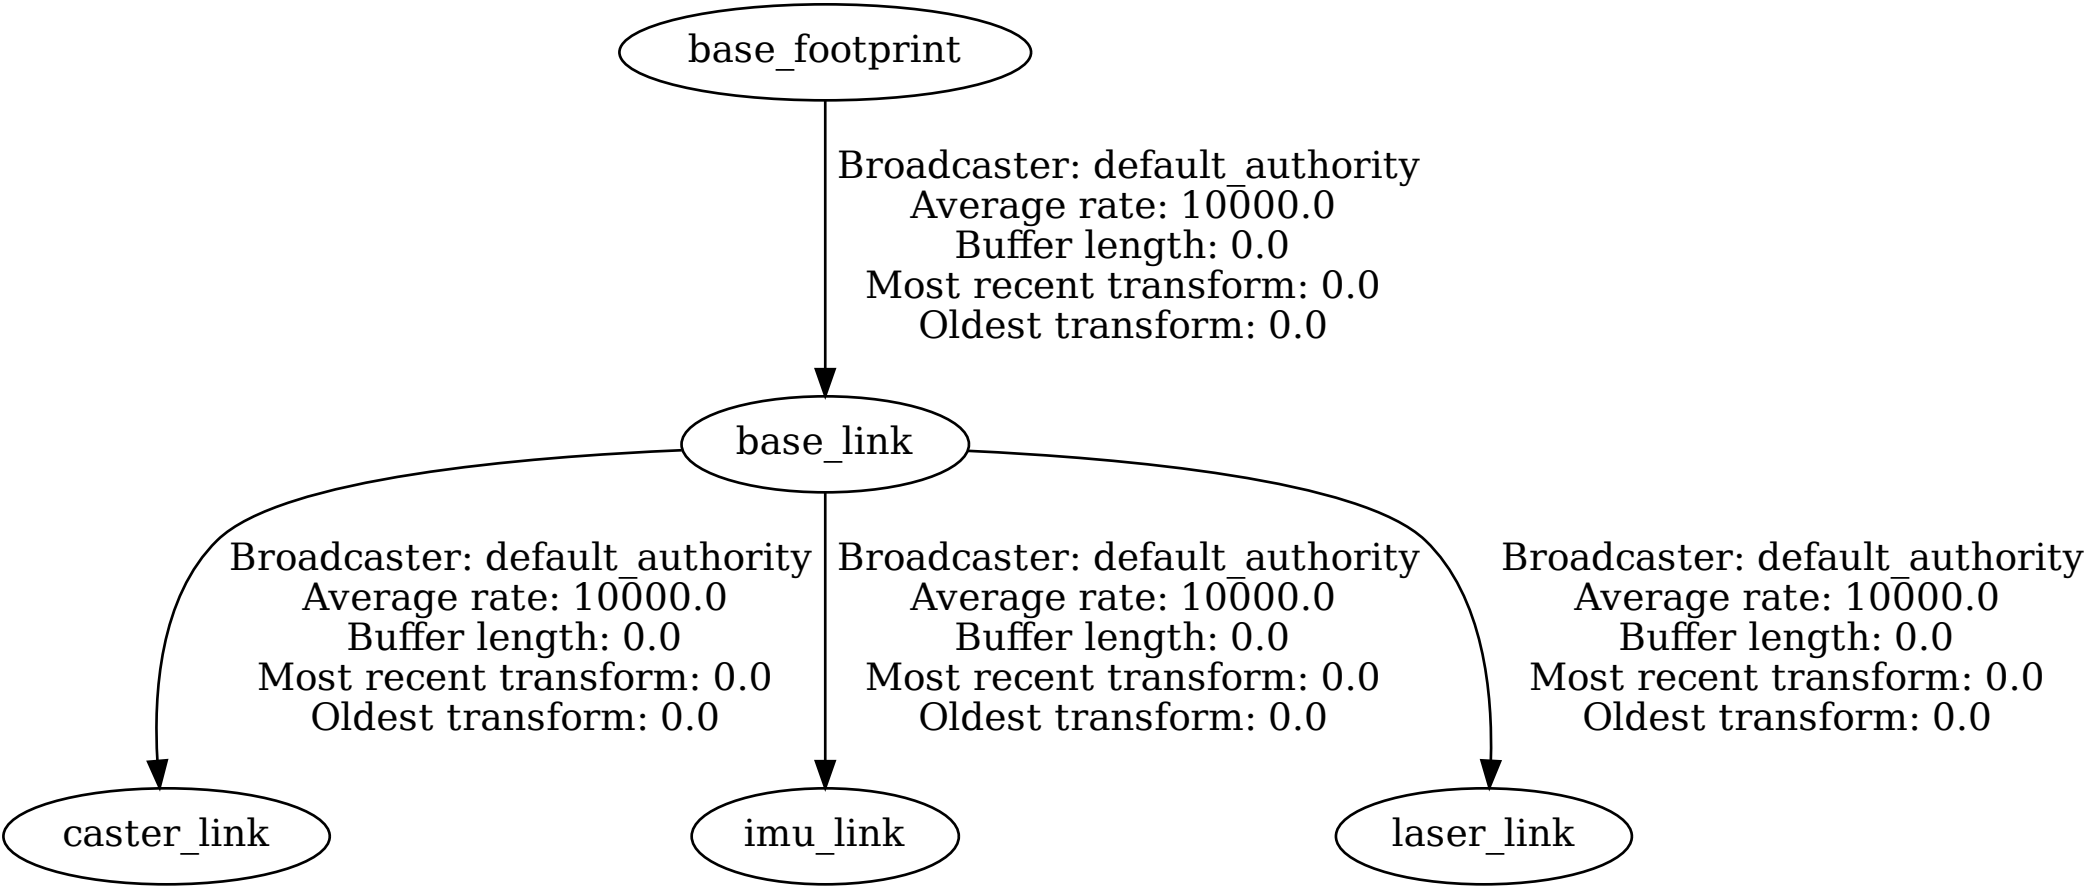 base_footprint
Broadcaster: default_authority
Average rate: 10000.0
Buffer length: 0.0
Most recent transform: 0.0
Oldest transform: 0.0
base_link
Broadcaster: default_authority
Average rate: 10000.0
Buffer length: 0.0
Most recent transform: 0.0
Oldest transform: 0.0
Broadcaster: default_authority
Average rate: 10000.0
Buffer length: 0.0
Most recent transform: 0.0
Oldest transform: 0.0
Broadcaster: default_authority
Average rate: 10000.0
Buffer length: 0.0
Most recent transform: 0.0
Oldest transform: 0.0
caster_link
imu_link
laser_link